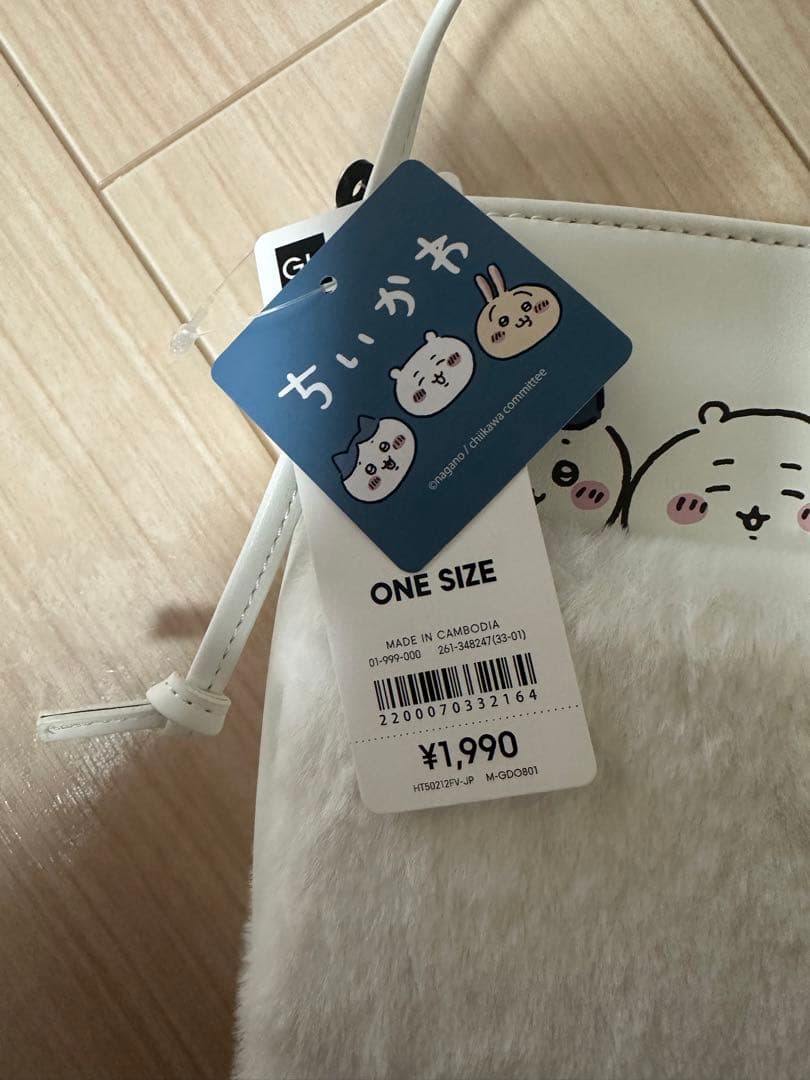 ちいかわ
©nagano / chiikawa committee
ONE SIZE
MADE IN CAMBODIA
01-999-000 261-348247(33-01)
2200070332164
¥1,990
HT50212FV-JP M-GDO801